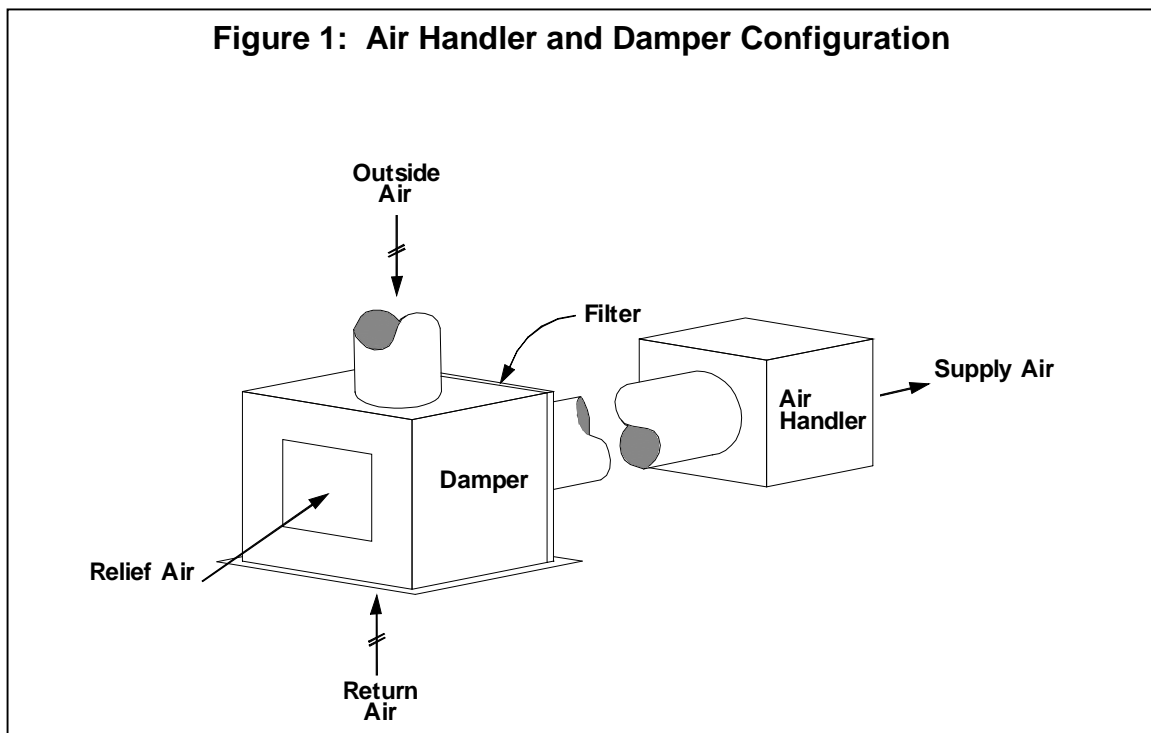 Figure 1: Air Handler and Damper Configuration
Outside
Air
Filter
Supply Air
Air
Handler
Damper
Relief Air
Return
Air